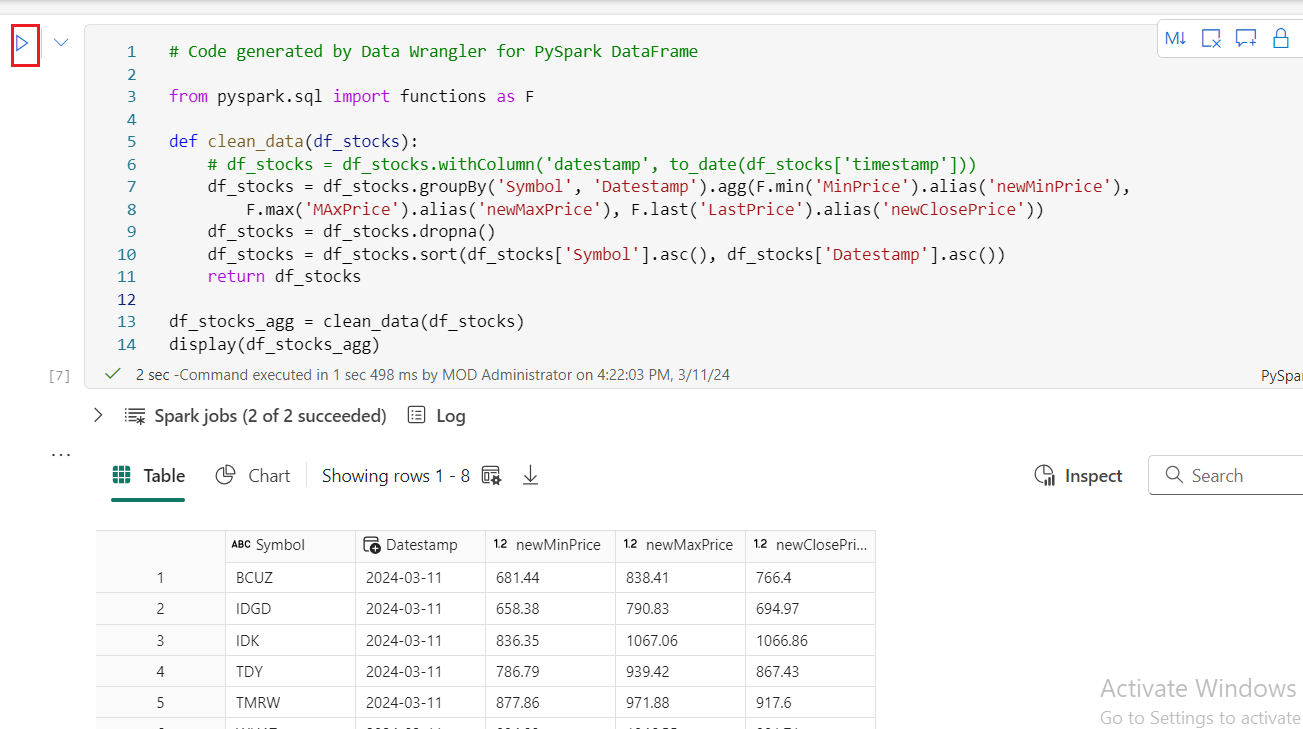 M↓
1 # Code generated by Data Wrangler for PySpark DataFrame
2
3 from pyspark.sql import functions as F
4
5 def clean_data(df_stocks):
6 # df_stocks = df_stocks.withColumn('datestamp', to_date(df_stocks['timestamp']))
7 df_stocks = df_stocks.groupBy('Symbol', 'Datestamp').agg(F.min('MinPrice').alias('newMinPrice'),
8 F.max('MAxPrice').alias('newMaxPrice'), F.last('LastPrice').alias('newClosePrice'))
9 df_stocks = df_stocks.dropna()
10 df_stocks = df_stocks.sort(df_stocks['Symbol'].asc(), df_stocks['Datestamp'].asc())
11 return df_stocks
12
13 df_stocks_agg = clean_data(df_stocks)
14 display(df_stocks_agg)
[7] 2 sec -Command executed in 1 sec 498 ms by MOD Administrator on 4:22:03 PM, 3/11/24 PySpar
Spark jobs (2 of 2 succeeded) Log
...
Table Chart Showing rows 1 - 8 Inspect Search
ABC Symbol Datestamp 1.2 newMinPrice 1.2 newMaxPrice 1.2 newClosePri...
1 BCUZ 2024-03-11 681.44 838.41 766.4
2 IDGD 2024-03-11 658.38 790.83 694.97
3 IDK 2024-03-11 836.35 1067.06 1066.86
4 TDY 2024-03-11 786.79 939.42 867.43
5 TMRW 2024-03-11 877.86 971.88 917.6
Activate Windows
Go to Settings to activate